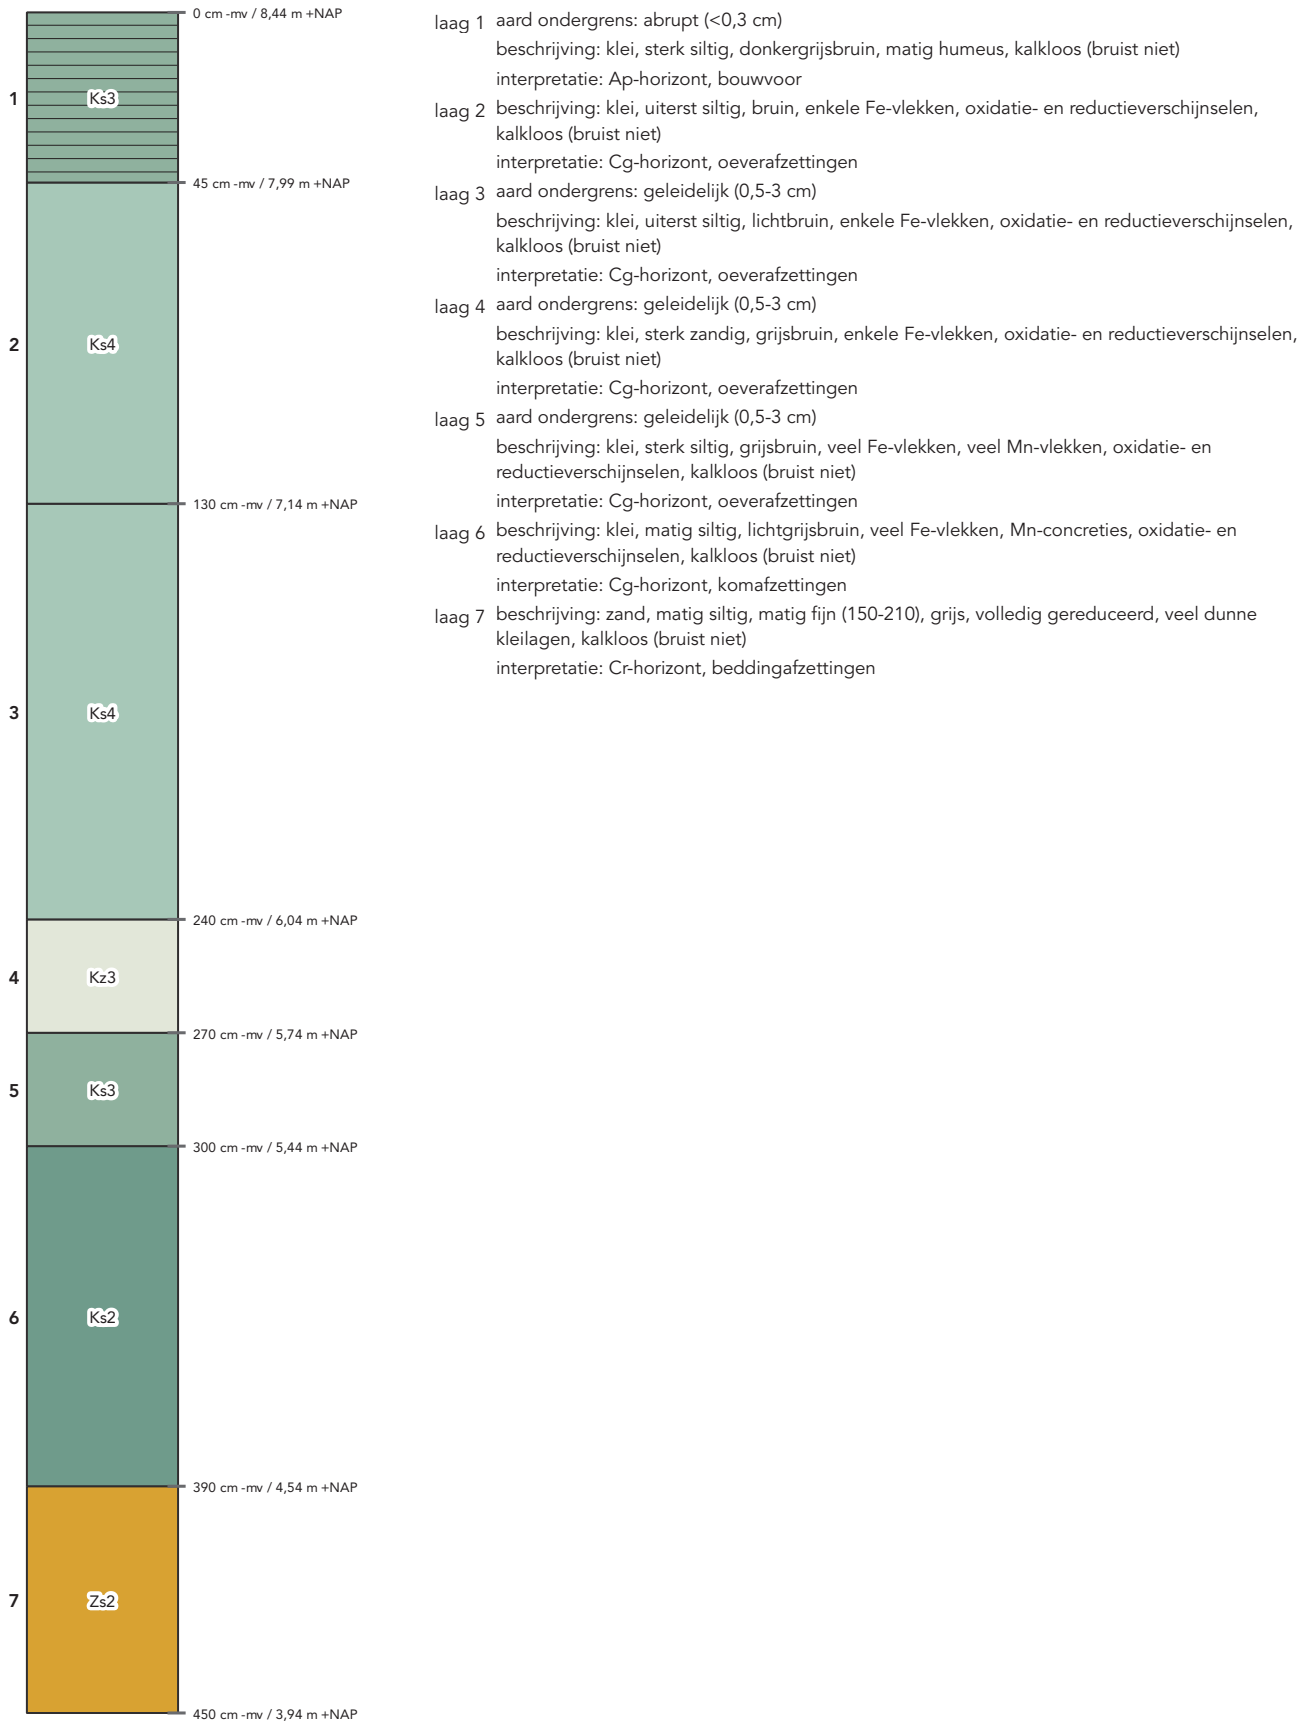 0 cm -mv / 8,44 m +NAP
1
Ks3
45 cm -mv / 7,99 m +NAP
2
Ks4
130 cm -mv / 7,14 m +NAP
3
Ks4
240 cm -mv / 6,04 m +NAP
4
Kz3
270 cm -mv / 5,74 m +NAP
5
Ks3
300 cm -mv / 5,44 m +NAP
6
Ks2
390 cm -mv / 4,54 m +NAP
7
Zs2
450 cm -mv / 3,94 m +NAP
laag 1 aard ondergrens: abrupt (<0,3 cm)
beschrijving: klei, sterk siltig, donkergrijsbruin, matig humeus, kalkloos (bruist niet)
interpretatie: Ap-horizont, bouwvoor
laag 2 beschrijving: klei, uiterst siltig, bruin, enkele Fe-vlekken, oxidatie- en reductieverschijnselen,
kalkloos (bruist niet)
interpretatie: Cg-horizont, oeverafzettingen
laag 3 aard ondergrens: geleidelijk (0,5-3 cm)
beschrijving: klei, uiterst siltig, lichtbruin, enkele Fe-vlekken, oxidatie- en reductieverschijnselen,
kalkloos (bruist niet)
interpretatie: Cg-horizont, oeverafzettingen
laag 4 aard ondergrens: geleidelijk (0,5-3 cm)
beschrijving: klei, sterk zandig, grijsbruin, enkele Fe-vlekken, oxidatie- en reductieverschijnselen,
kalkloos (bruist niet)
interpretatie: Cg-horizont, oeverafzettingen
laag 5 aard ondergrens: geleidelijk (0,5-3 cm)
beschrijving: klei, sterk siltig, grijsbruin, veel Fe-vlekken, veel Mn-vlekken, oxidatie- en
reductieverschijnselen, kalkloos (bruist niet)
interpretatie: Cg-horizont, oeverafzettingen
laag 6 beschrijving: klei, matig siltig, lichtgrijsbruin, veel Fe-vlekken, Mn-concreties, oxidatie- en
reductieverschijnselen, kalkloos (bruist niet)
interpretatie: Cg-horizont, komafzettingen
laag 7 beschrijving: zand, matig siltig, matig fijn (150-210), grijs, volledig gereduceerd, veel dunne
kleilagen, kalkloos (bruist niet)
interpretatie: Cr-horizont, beddingafzettingen